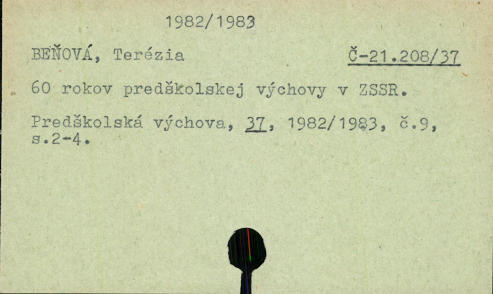 1982/1983
BEŇOVÁ, Terézia Č-21.208/37
60 rokov predškolskej výchovy v ZSSR.
Predškolská výchova, 37, 1982/1983, č.9,
s.2-4.